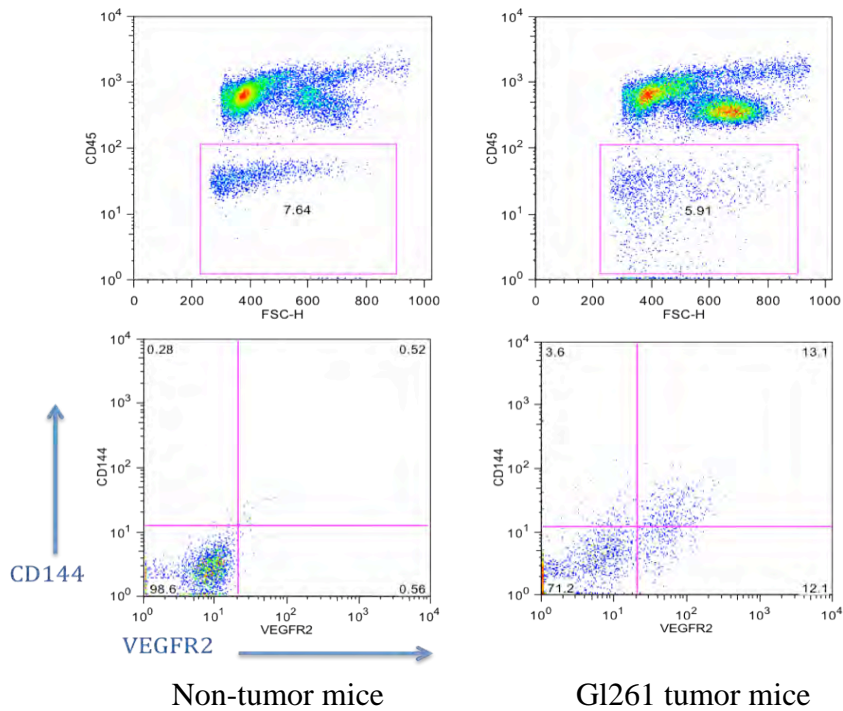 10⁴
10³
10²
10¹
10⁰
CD45
7.64
0 200 400 600 800 1000
FSC-H
10⁴
10³
10²
10¹
10⁰
CD45
5.91
0 200 400 600 800 1000
FSC-H
10⁴
10³
10²
10¹
10⁰
CD144
0.28 0.52
98.6 0.56
10⁰ 10¹ 10² 10³ 10⁴
VEGFR2
10⁴
10³
10²
10¹
10⁰
CD144
3.6 13.1
71.2 12.1
10⁰ 10¹ 10² 10³ 10⁴
VEGFR2
CD144
VEGFR2
Non-tumor mice
Gl261 tumor mice